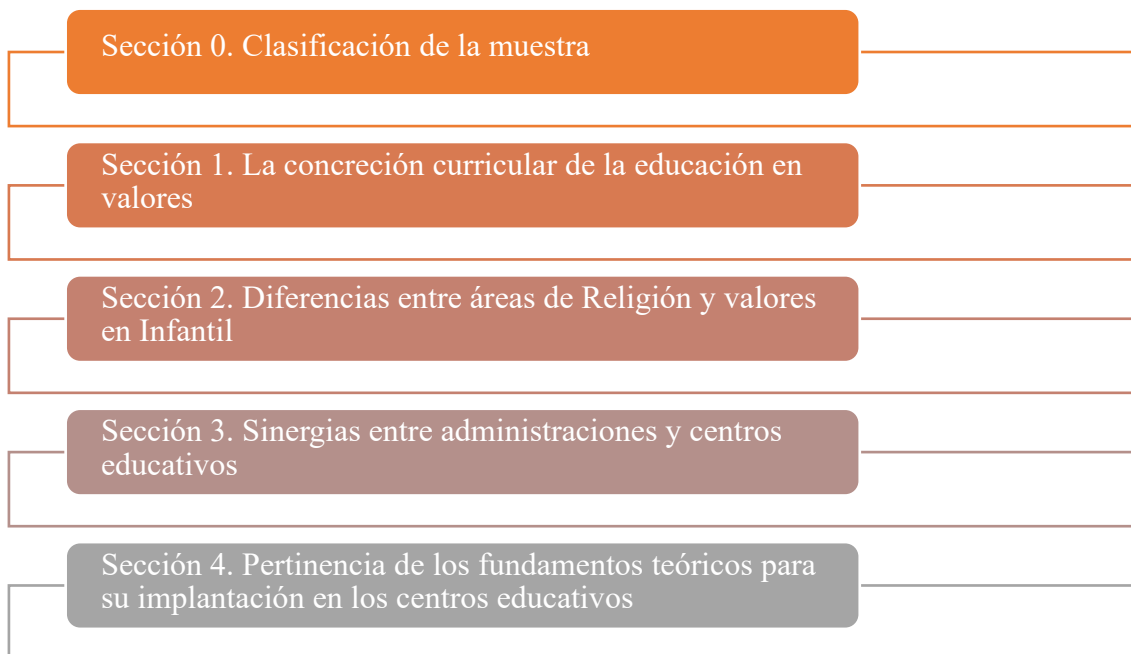 Sección 0. Clasificación de la muestra
Sección 1. La concreción curricular de la educación en
valores
Sección 2. Diferencias entre áreas de Religión y valores
en Infantil
Sección 3. Sinergias entre administraciones y centros
educativos
Sección 4. Pertinencia de los fundamentos teóricos para
su implantación en los centros educativos